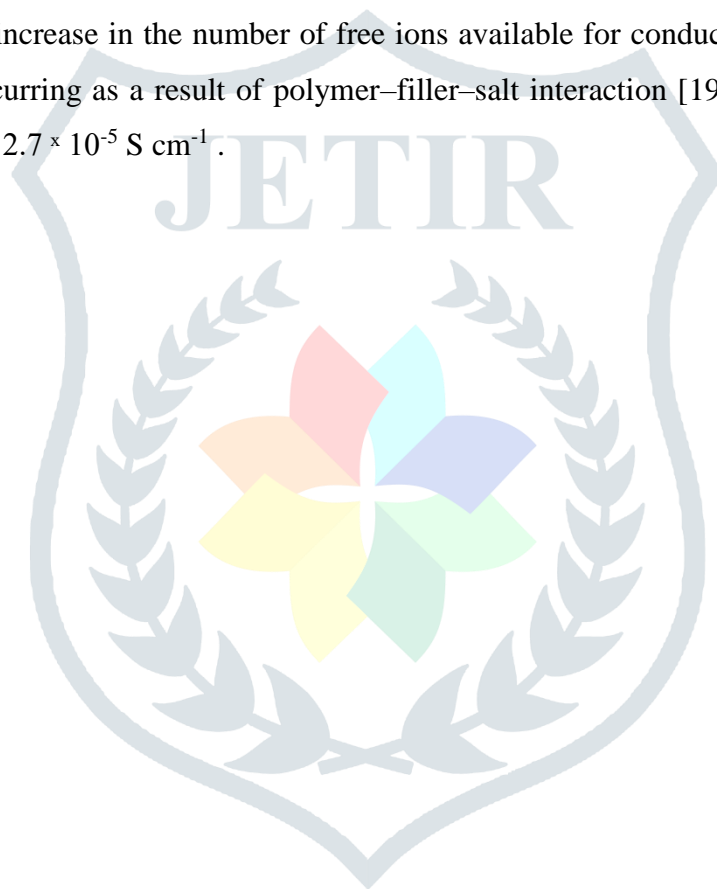 increase in the number of free ions available for conduc
curring as a result of polymer–filler–salt interaction [19
2.7 x 10-5 S cm-1 .
JETIR